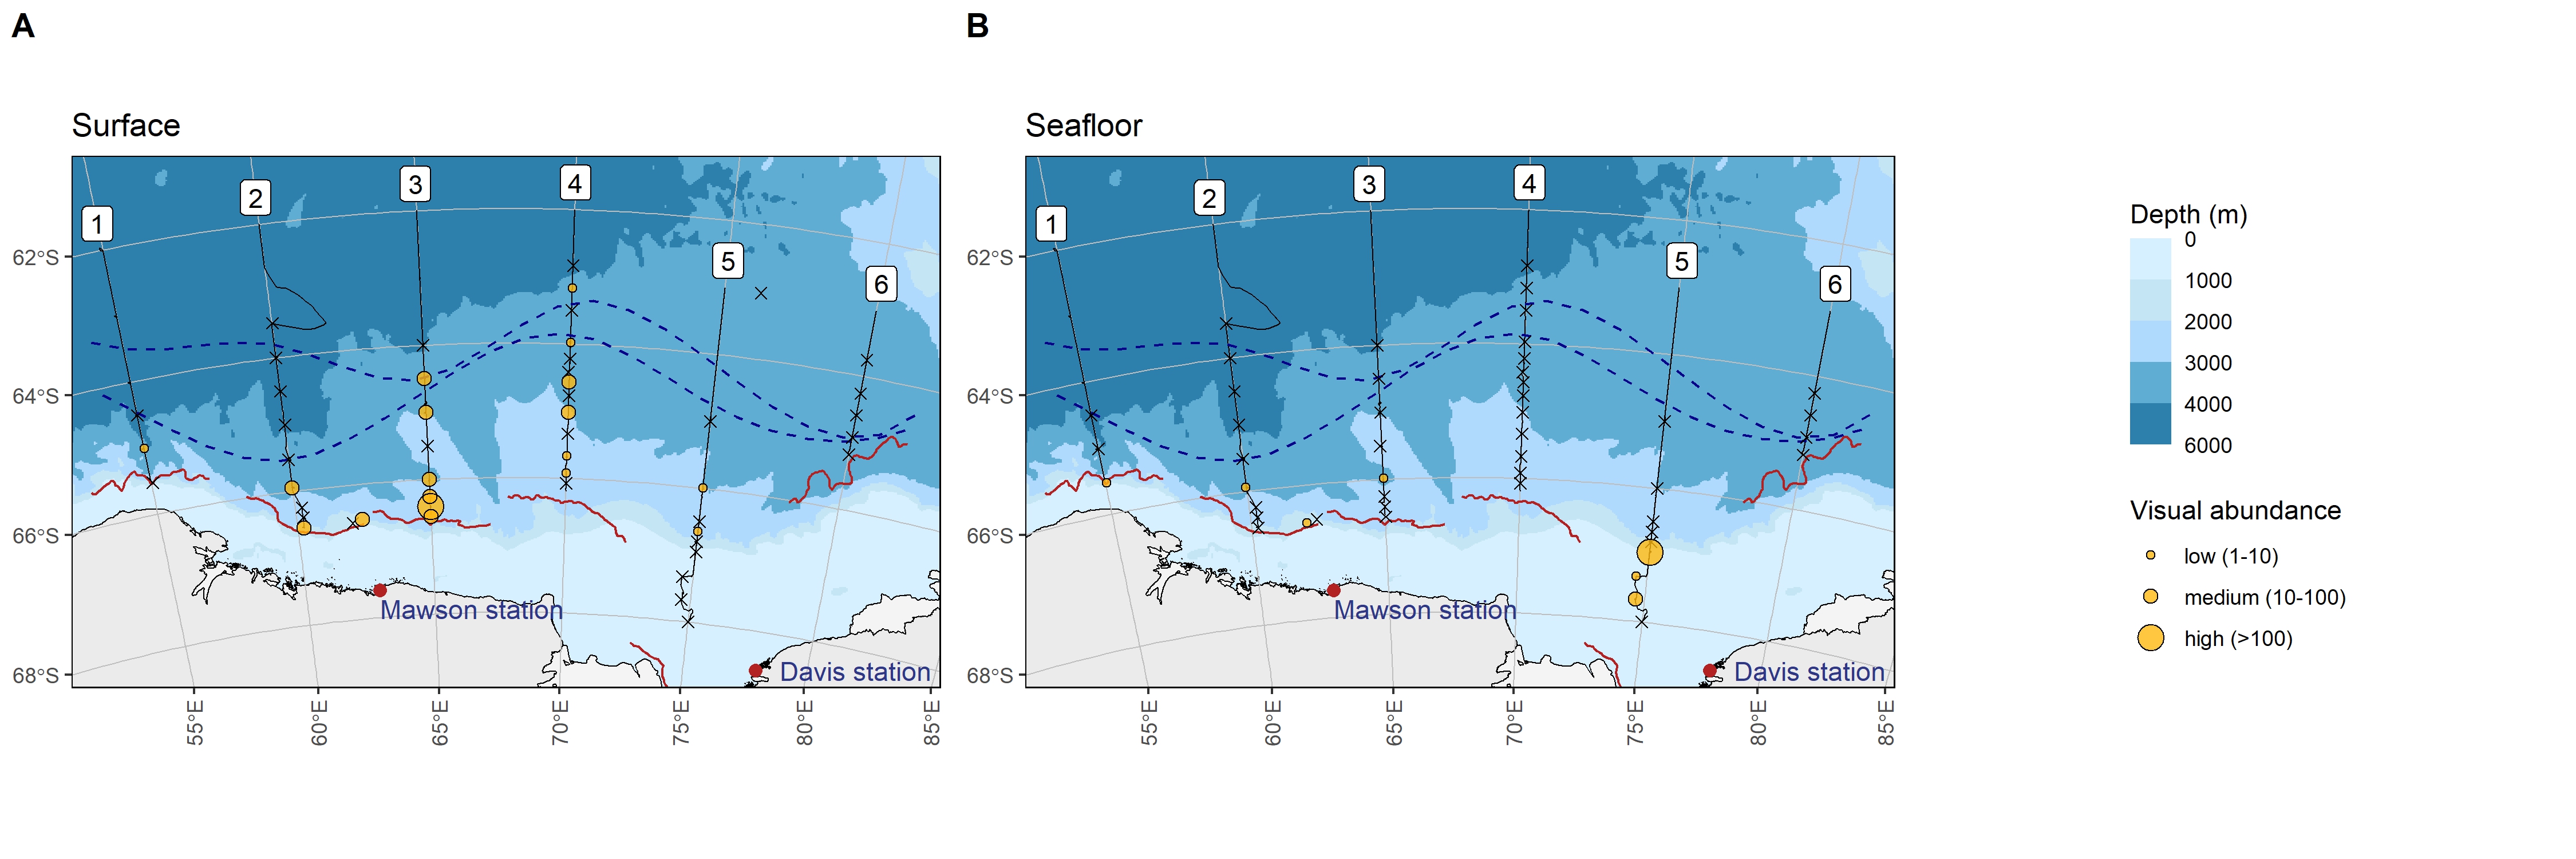 A
B
Surface
Seafloor
1
2
3
4
5
6
62°S
64°S
66°S
68°S
55°E
60°E
65°E
70°E
75°E
80°E
85°E
Mawson station
Davis station
1
2
3
4
5
6
62°S
64°S
66°S
68°S
55°E
60°E
65°E
70°E
75°E
80°E
85°E
Mawson station
Davis station
Depth (m)
0
1000
2000
3000
4000
6000
Visual abundance
low (1-10)
medium (10-100)
high (>100)